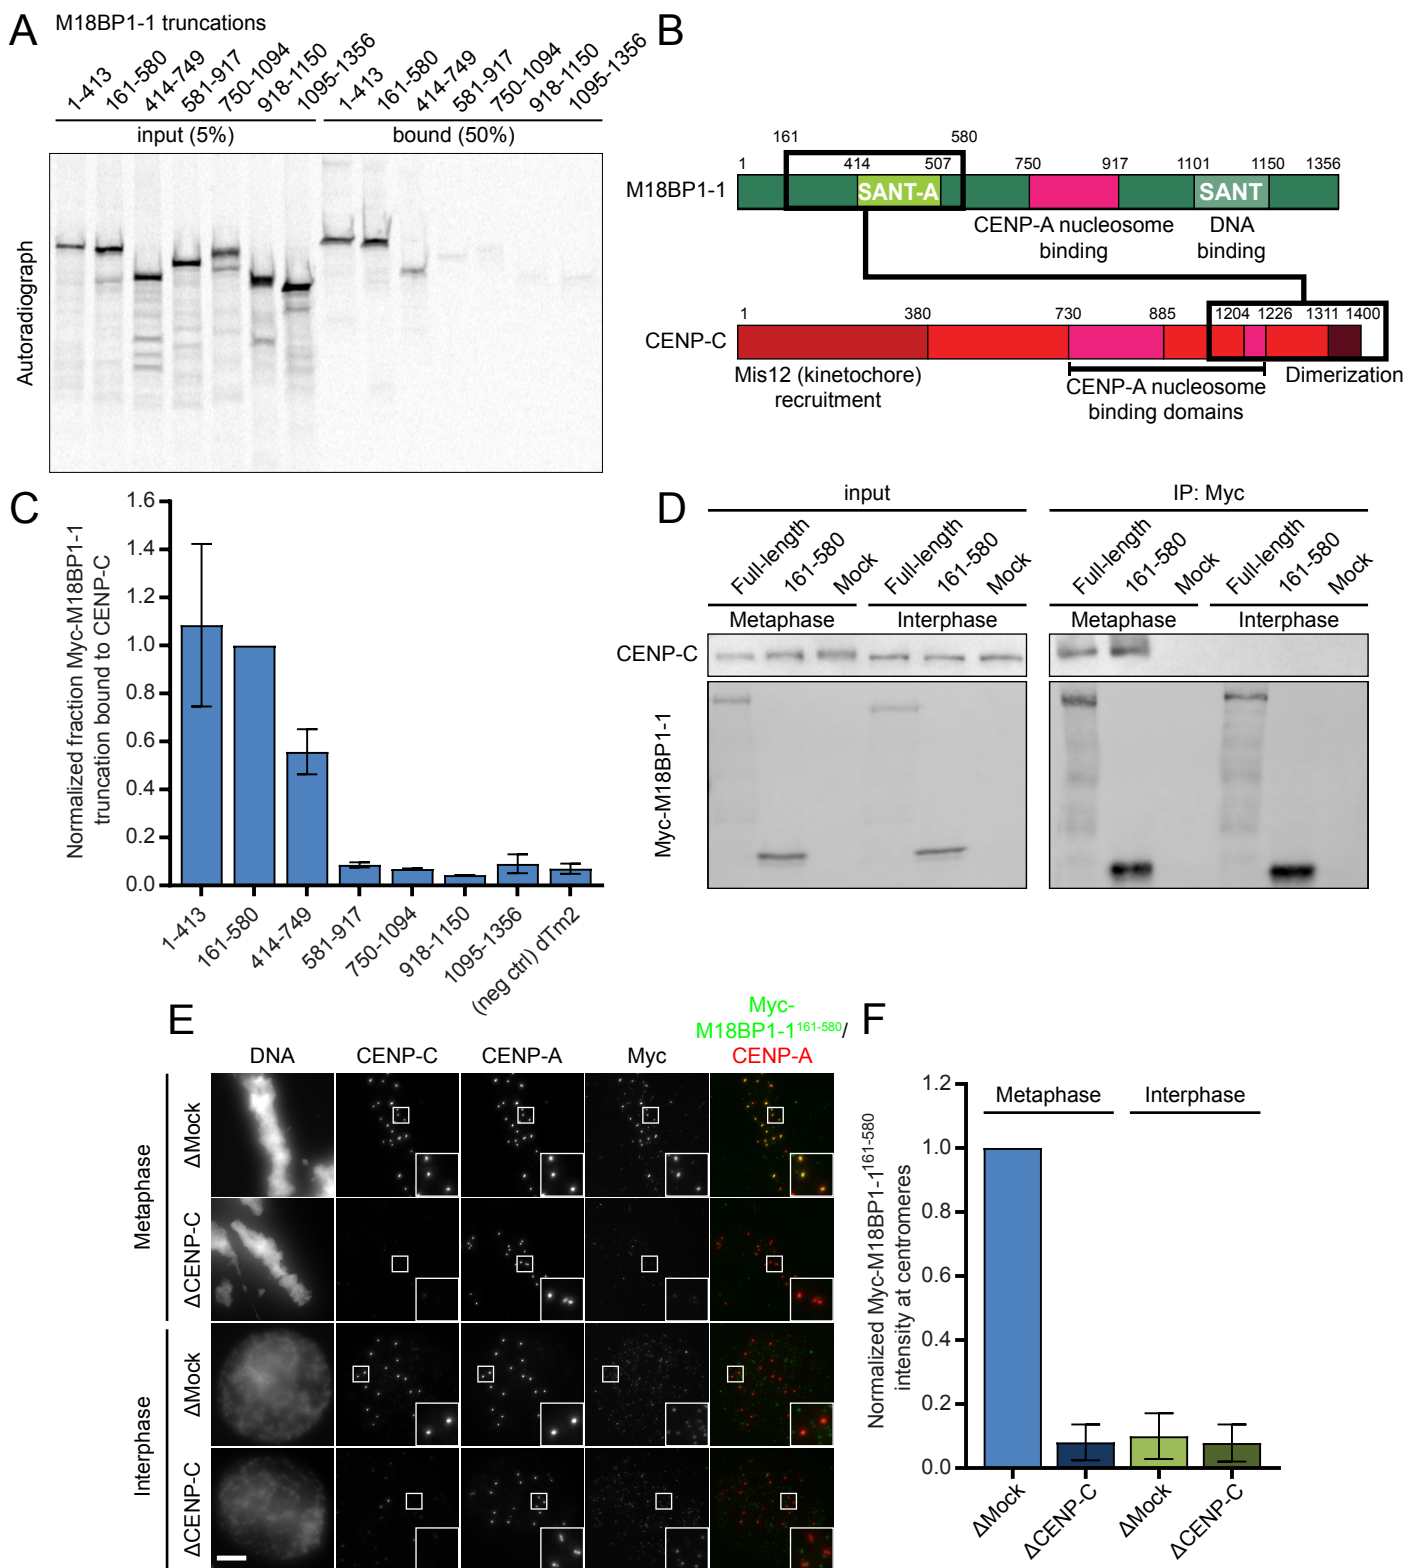 A
M18BP1-1 truncations
1-413
161-580
414-749
581-917
750-1094
918-1150
1095-1356
1-413
161-580
414-749
581-917
750-1094
918-1150
1095-1356
input (5%)
bound (50%)
Autoradiograph
B
161
580
1
414
507
750
917
1101
1150
1356
M18BP1-1
SANT-A
SANT
CENP-A nucleosome
binding
DNA
binding
1
380
730
885
1204
1226
1311
1400
CENP-C
Mis12 (kinetochore)
recruitment
CENP-A nucleosome
binding domains
Dimerization
C
Normalized fraction Myc-M18BP1-1
truncation bound to CENP-C
1.6
1.4
1.2
1.0
0.8
0.6
0.4
0.2
0.0
1-413
161-580
414-749
581-917
750-1094
918-1150
1095-1356
(neg ctrl) dTm2
D
input
IP: Myc
Full-length
161-580
Mock
Full-length
161-580
Mock
Full-length
161-580
Mock
Full-length
161-580
Mock
Metaphase
Interphase
Metaphase
Interphase
CENP-C
Myc-M18BP1-1
E
DNA
CENP-C
CENP-A
Myc
Myc-
M18BP1-1161-580/
CENP-A
Metaphase
ΔMock
ΔCENP-C
Interphase
ΔMock
ΔCENP-C
F
Normalized Myc-M18BP1-1161-580
intensity at centromeres
1.2
1.0
0.8
0.6
0.4
0.2
0.0
Metaphase
Interphase
ΔMock
ΔCENP-C
ΔMock
ΔCENP-C